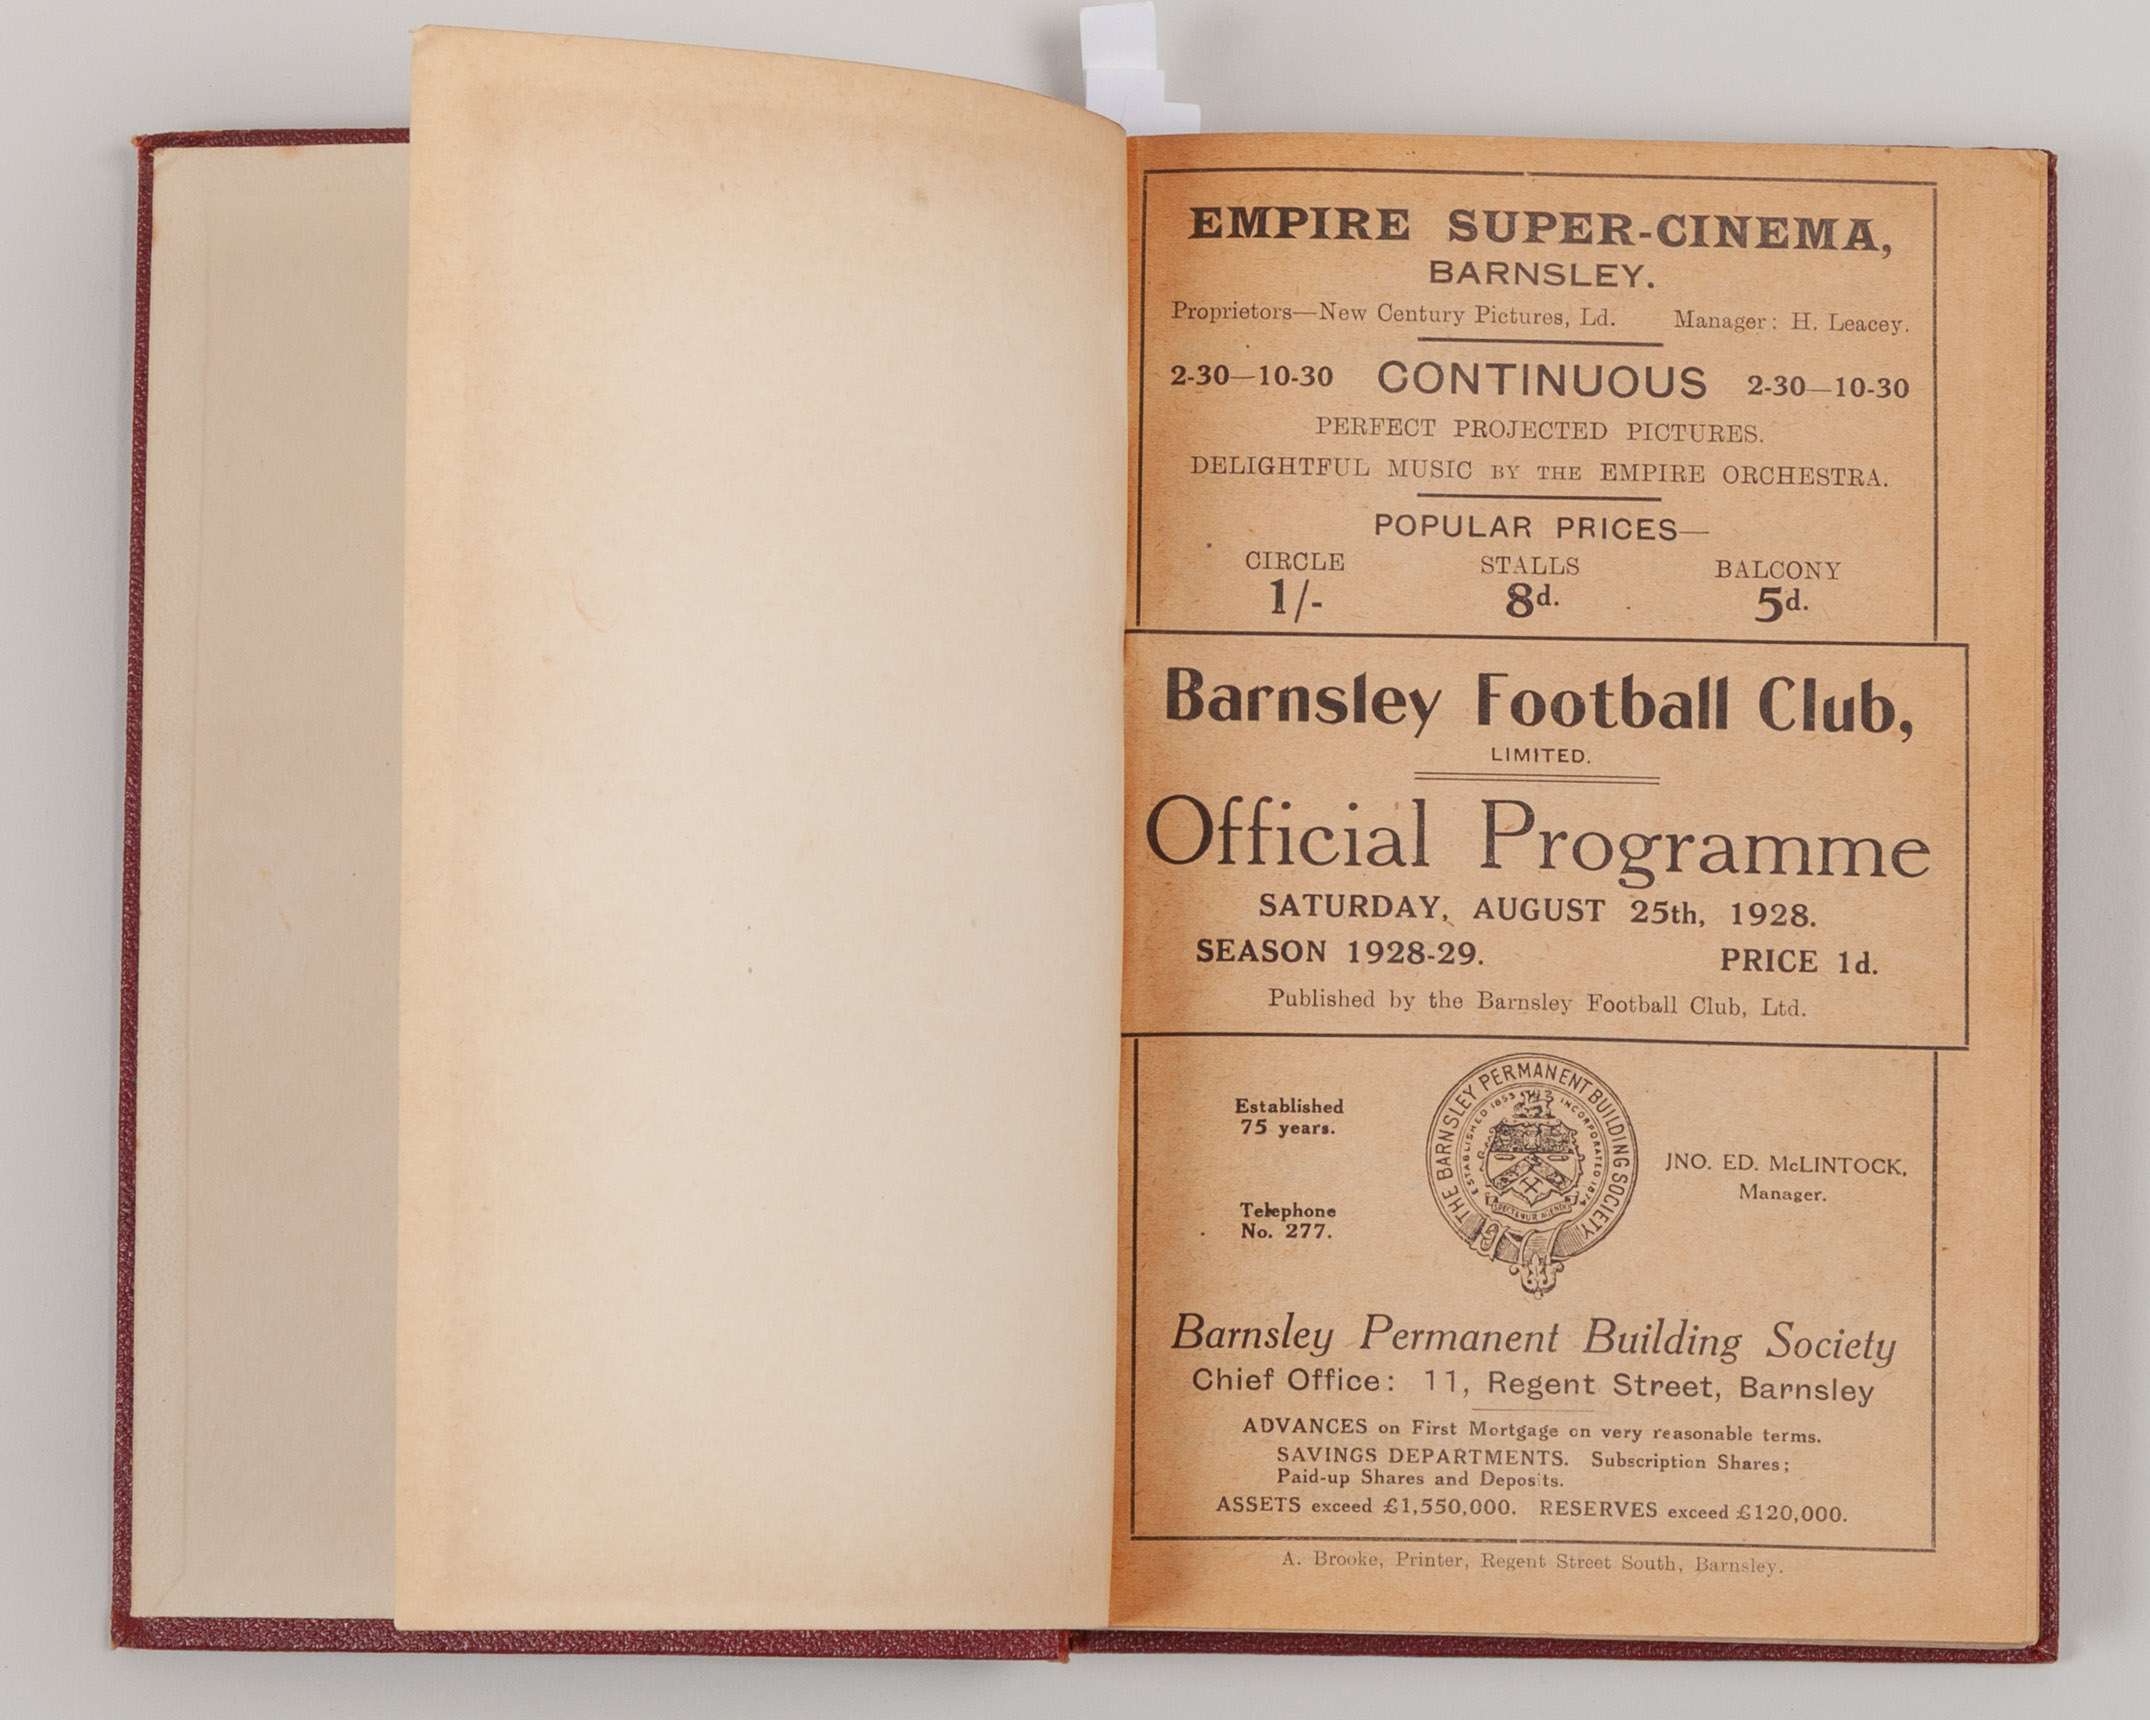 EMPIRE SUPER-CINEMA,
BARNSLEY.
Proprietors—New Century Pictures, Ld. Manager: H. Leacey.
2-30—10-30 CONTINUOUS 2-30—10-30
PERFECT PROJECTED PICTURES.
DELIGHTFUL MUSIC BY THE EMPIRE ORCHESTRA.
POPULAR PRICES—
CIRCLE STALLS BALCONY
1/- 8d. 5d.
Barnsley Football Club,
LIMITED.
Official Programme
SATURDAY, AUGUST 25th, 1928.
SEASON 1928-29. PRICE 1d.
Published by the Barnsley Football Club, Ltd.
Established
75 years.
Telephone
No. 277.
THE BARNSLEY PERMANENT BUILDING SOCIETY
ESTABLISHED 1853 INCORPORATED 1874
JNO. ED. McLINTOCK,
Manager.
Barnsley Permanent Building Society
Chief Office: 11, Regent Street, Barnsley
ADVANCES on First Mortgage on very reasonable terms.
SAVINGS DEPARTMENTS. Subscription Shares;
Paid-up Shares and Deposits.
ASSETS exceed £1,550,000. RESERVES exceed £120,000.
A. Brooke, Printer, Regent Street South, Barnsley.